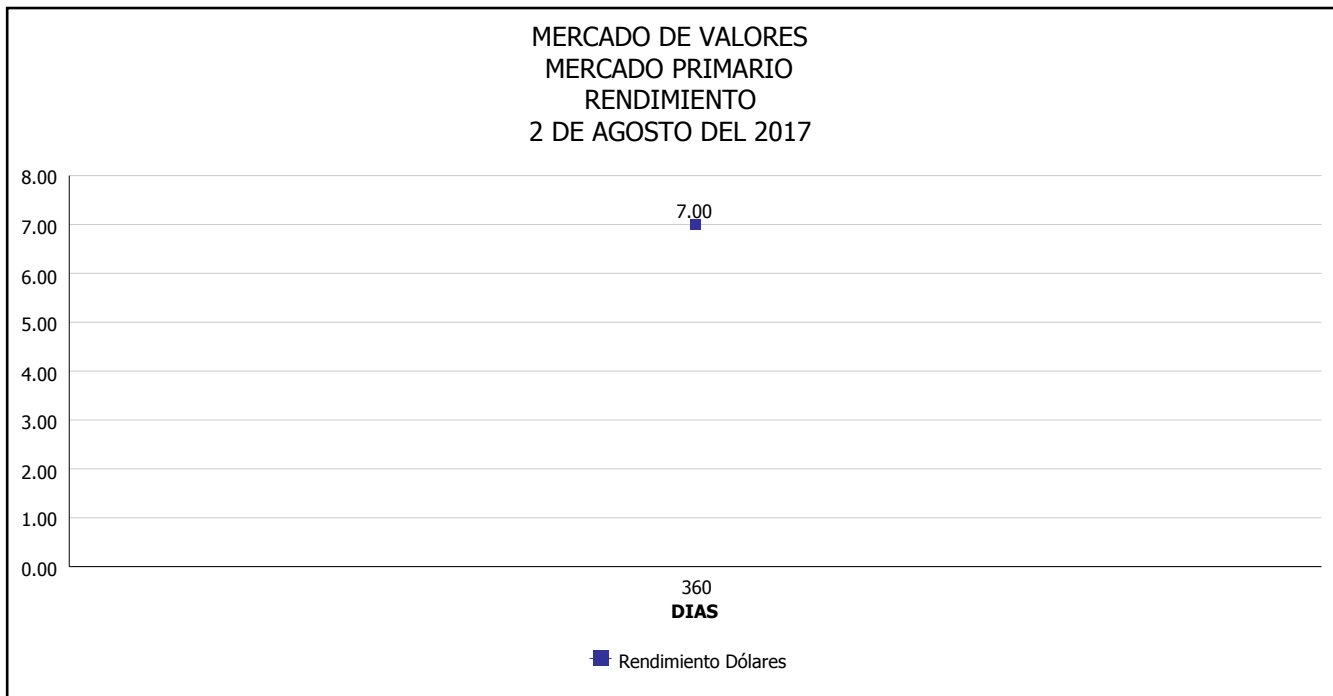 MERCADO DE VALORES
MERCADO PRIMARIO
RENDIMIENTO
2 DE AGOSTO DEL 2017
8.00
7.00
7.00
6.00
5.00
4.00
3.00
2.00
1.00
0.00
360
DIAS
Rendimiento Dólares